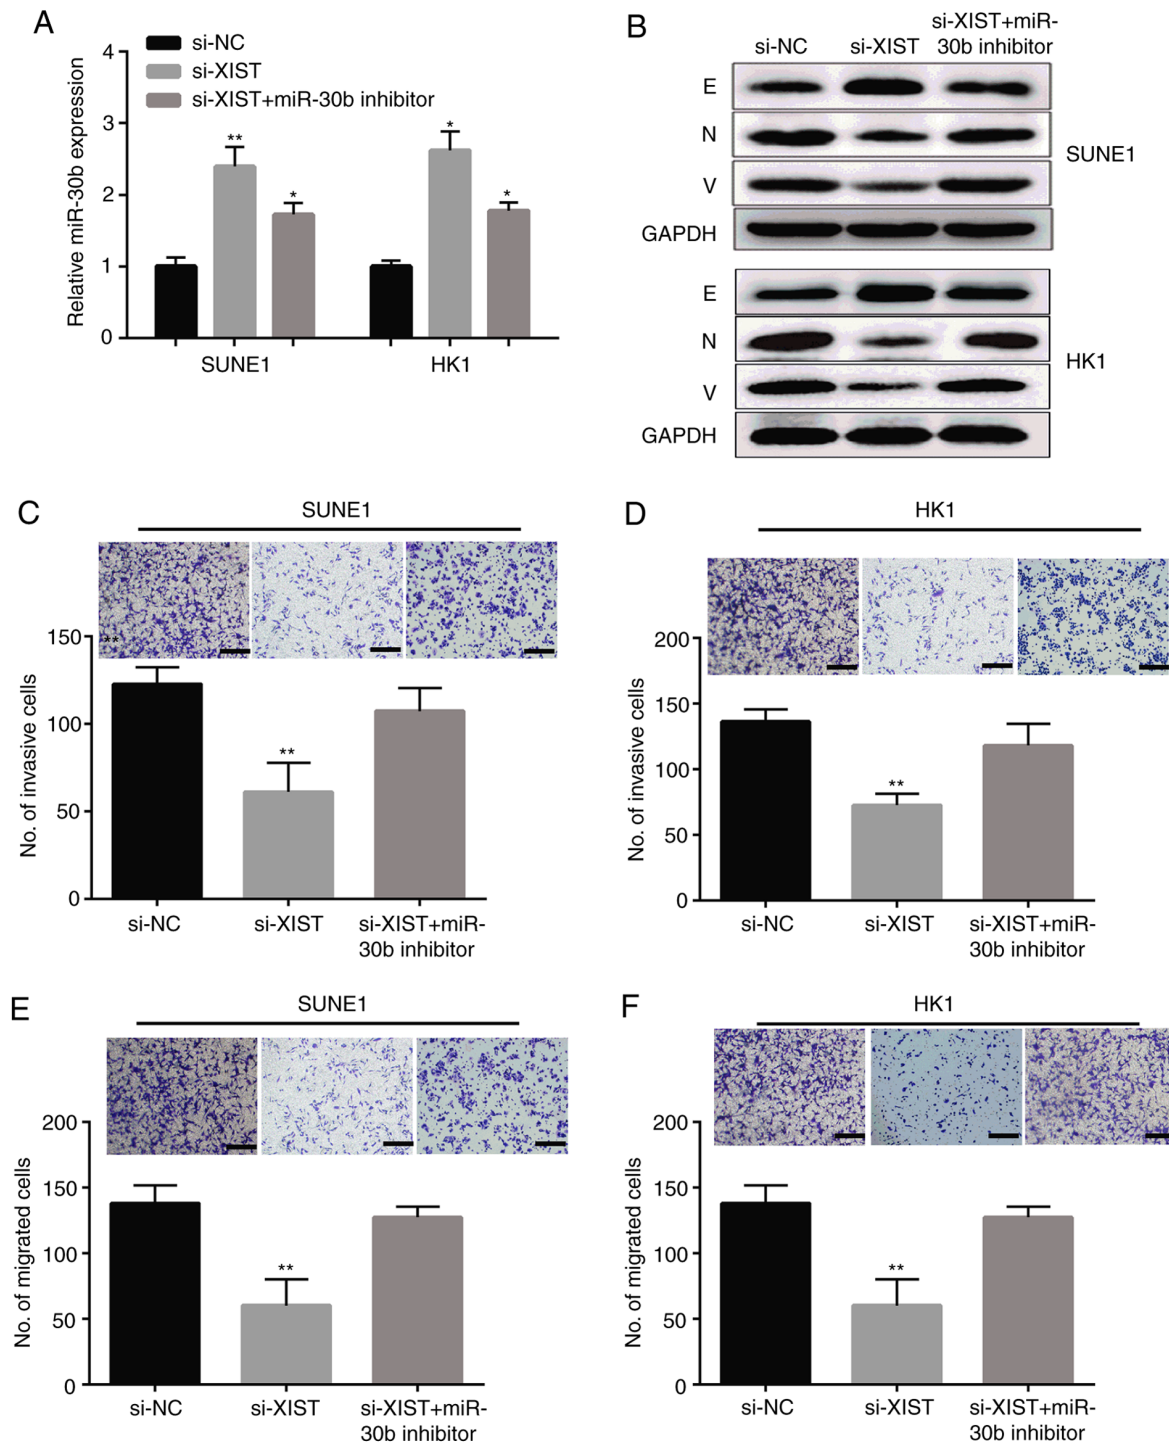 A
si-NC
si-XIST
si-XIST+miR-30b inhibitor
Relative miR-30b expression
4
3
2
1
0
**
*
*
*
SUNE1
HK1
B
si-NC
si-XIST
si-XIST+miR-
30b inhibitor
E
N
V
GAPDH
SUNE1
E
N
V
GAPDH
HK1
C
SUNE1
No. of invasive cells
150
100
50
0
**
**
si-NC
si-XIST
si-XIST+miR-
30b inhibitor
D
HK1
No. of invasive cells
200
150
100
50
0
**
si-NC
si-XIST
si-XIST+miR-
30b inhibitor
E
SUNE1
No. of migrated cells
200
150
100
50
0
**
si-NC
si-XIST
si-XIST+miR-
30b inhibitor
F
HK1
No. of migrated cells
200
150
100
50
0
**
si-NC
si-XIST
si-XIST+miR-
30b inhibitor